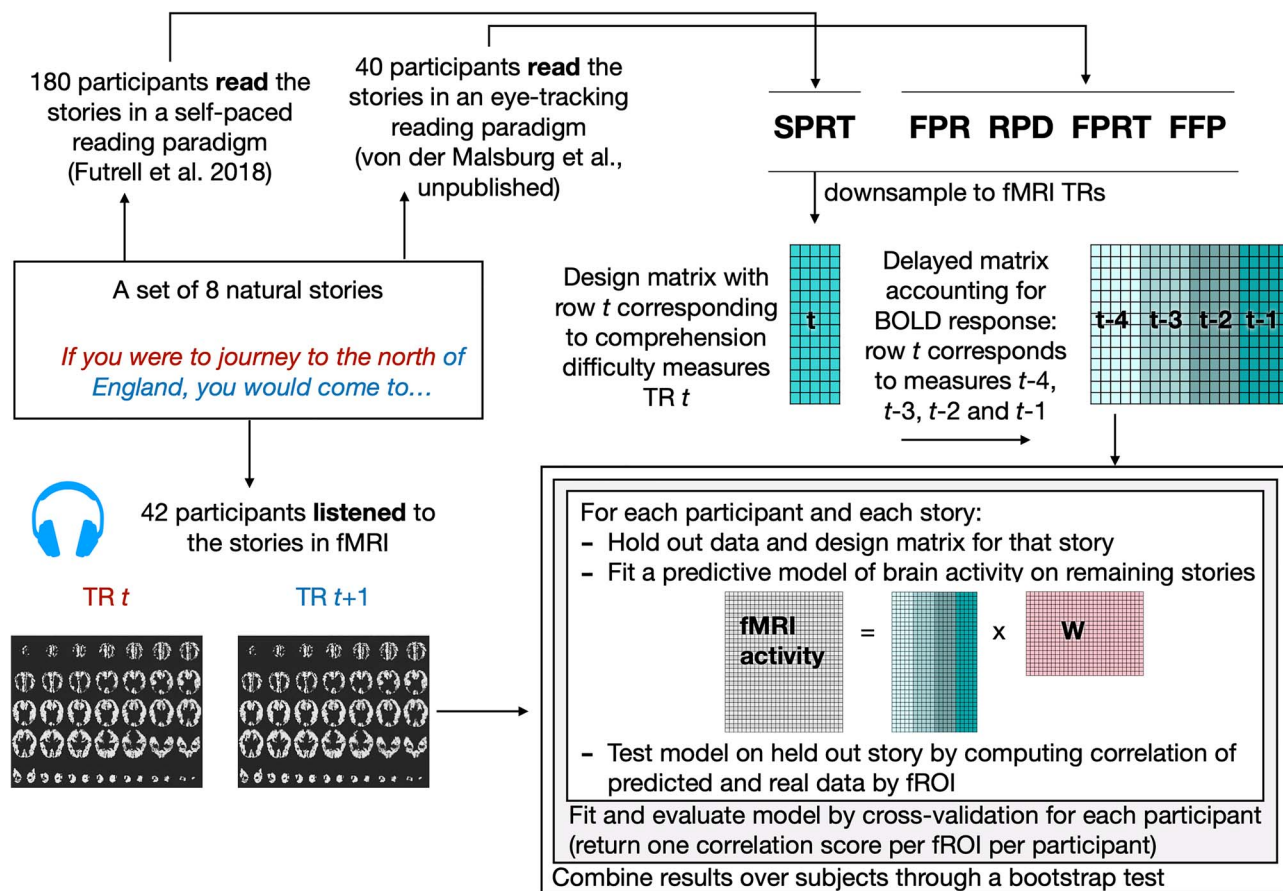 180 participants read the
stories in a self-paced
reading paradigm
(Futrell et al. 2018)
40 participants read the
stories in an eye-tracking
reading paradigm
(von der Malsburg et al.,
unpublished)
SPRT FPR RPD FPRT FFP
downsample to fMRI TRs
A set of 8 natural stories
If you were to journey to the north of
England, you would come to…
Design matrix with
row t corresponding
to comprehension
difficulty measures
TR t
t
Delayed matrix
accounting for
BOLD response:
row t corresponds
to measures t-4,
t-3, t-2 and t-1
t-4 t-3 t-2 t-1
42 participants listened to
the stories in fMRI
TR t TR t+1
For each participant and each story:
– Hold out data and design matrix for that story
– Fit a predictive model of brain activity on remaining stories
fMRI
activity
= x W
– Test model on held out story by computing correlation of
predicted and real data by fROI
Fit and evaluate model by cross-validation for each participant
(return one correlation score per fROI per participant)
Combine results over subjects through a bootstrap test